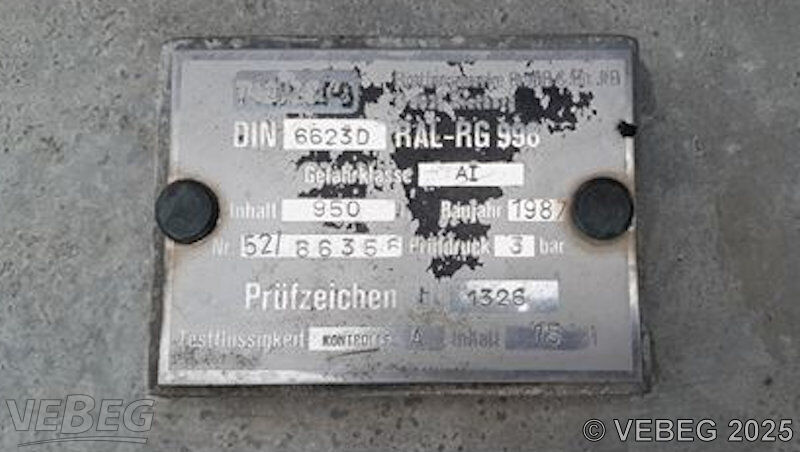 DIN 6623D RAL-RG 998
Gefahrklasse AI
Inhalt 950 l Baujahr 1987
Nr. 52/ 86356 Prüfdruck 3 bar
Prüfzeichen 1326
Testflüssigkeit A Inhalt 15
VEBEG
© VEBEG 2025